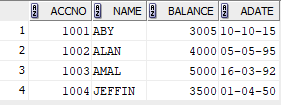 ACCNO NAME BALANCE ADATE
1 1001 ABY 3005 10-10-15
2 1002 ALAN 4000 05-05-95
3 1003 AMAL 5000 16-03-92
4 1004 JEFFIN 3500 01-04-50